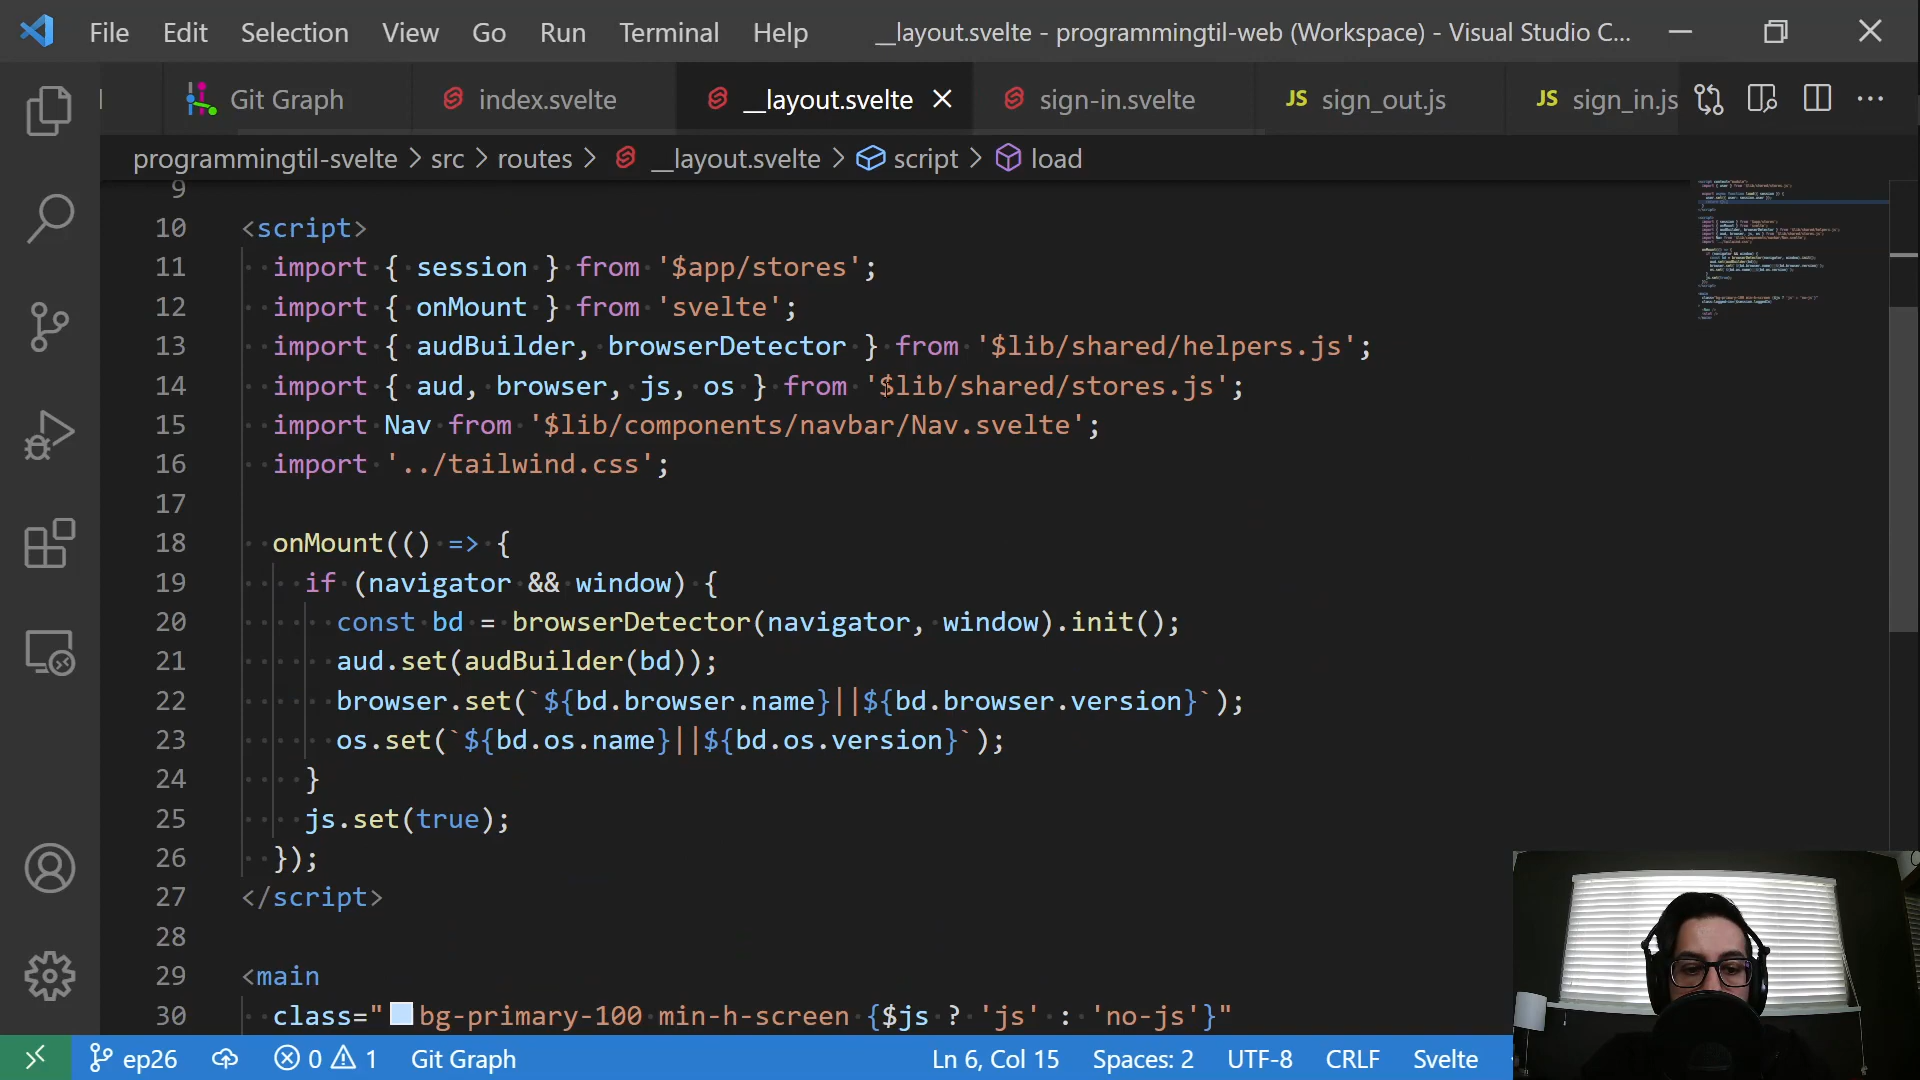 File Edit Selection View Go Run Terminal Help __layout.svelte - programmingtil-web (Workspace) - Visual Studio C...
Git Graph index.svelte __layout.svelte sign-in.svelte JS sign_out.js JS sign_in.js
programmingtil-svelte > src > routes > __layout.svelte > script > load
9
10 <script>
11 import { session } from '$app/stores';
12 import { onMount } from 'svelte';
13 import { audBuilder, browserDetector } from '$lib/shared/helpers.js';
14 import { aud, browser, js, os } from '$lib/shared/stores.js';
15 import Nav from '$lib/components/navbar/Nav.svelte';
16 import '../tailwind.css';
17
18 onMount(() => {
19 if (navigator && window) {
20 const bd = browserDetector(navigator, window).init();
21 aud.set(audBuilder(bd));
22 browser.set(`${bd.browser.name}||${bd.browser.version}`);
23 os.set(`${bd.os.name}||${bd.os.version}`);
24 }
25 js.set(true);
26 });
27 </script>
28
29 <main
30 class="bg-primary-100 min-h-screen {$js ? 'js' : 'no-js'}"
ep26 0 1 Git Graph Ln 6, Col 15 Spaces: 2 UTF-8 CRLF Svelte